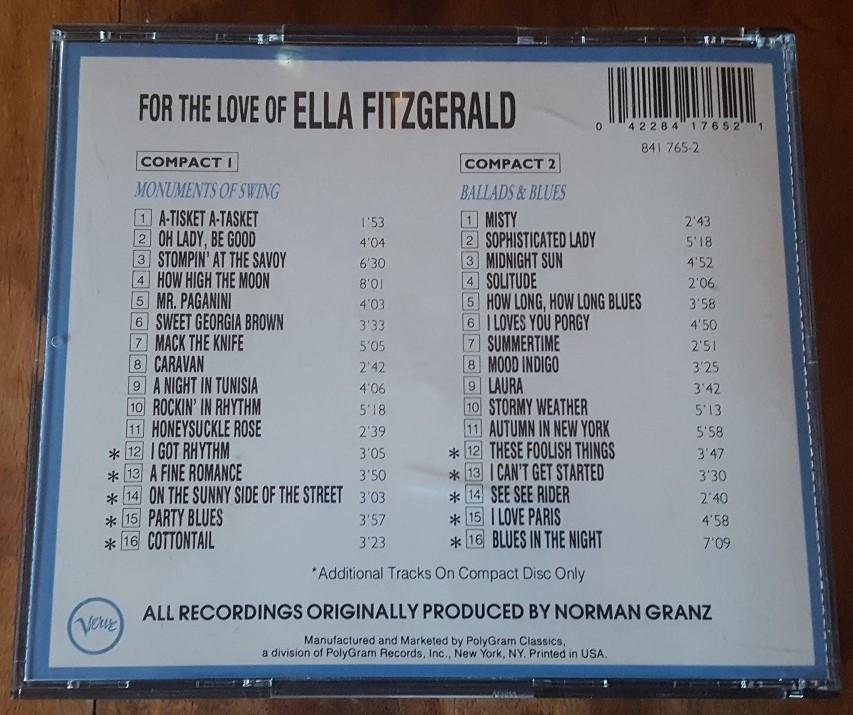 FOR THE LOVE OF ELLA FITZGERALD
0 42284 17652 1
841 765-2
COMPACT 1
MONUMENTS OF SWING
1 A-TISKET A-TASKET 1'53
2 OH LADY, BE GOOD 4'04
3 STOMPIN' AT THE SAVOY 6'30
4 HOW HIGH THE MOON 8'01
5 MR. PAGANINI 4'03
6 SWEET GEORGIA BROWN 3'33
7 MACK THE KNIFE 5'05
8 CARAVAN 2'42
9 A NIGHT IN TUNISIA 4'06
10 ROCKIN' IN RHYTHM 5'18
11 HONEYSUCKLE ROSE 2'39
*12 I GOT RHYTHM 3'05
*13 A FINE ROMANCE 3'50
*14 ON THE SUNNY SIDE OF THE STREET 3'03
*15 PARTY BLUES 3'57
*16 COTTONTAIL 3'23
COMPACT 2
BALLADS & BLUES
1 MISTY 2'43
2 SOPHISTICATED LADY 5'18
3 MIDNIGHT SUN 4'52
4 SOLITUDE 2'06
5 HOW LONG, HOW LONG BLUES 3'58
6 I LOVES YOU PORGY 4'50
7 SUMMERTIME 2'51
8 MOOD INDIGO 3'25
9 LAURA 3'42
10 STORMY WEATHER 5'13
11 AUTUMN IN NEW YORK 5'58
*12 THESE FOOLISH THINGS 3'47
*13 I CAN'T GET STARTED 3'30
*14 SEE SEE RIDER 2'40
*15 I LOVE PARIS 4'58
*16 BLUES IN THE NIGHT 7'09
*Additional Tracks On Compact Disc Only
Verve
ALL RECORDINGS ORIGINALLY PRODUCED BY NORMAN GRANZ
Manufactured and Marketed by PolyGram Classics,
a division of PolyGram Records, Inc., New York, NY. Printed in USA.